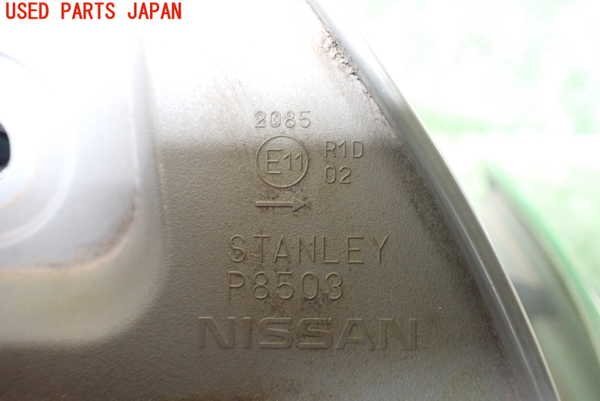 USED PARTS JAPAN
2085
E11 R1D
02
STANLEY
P8503
NISSAN